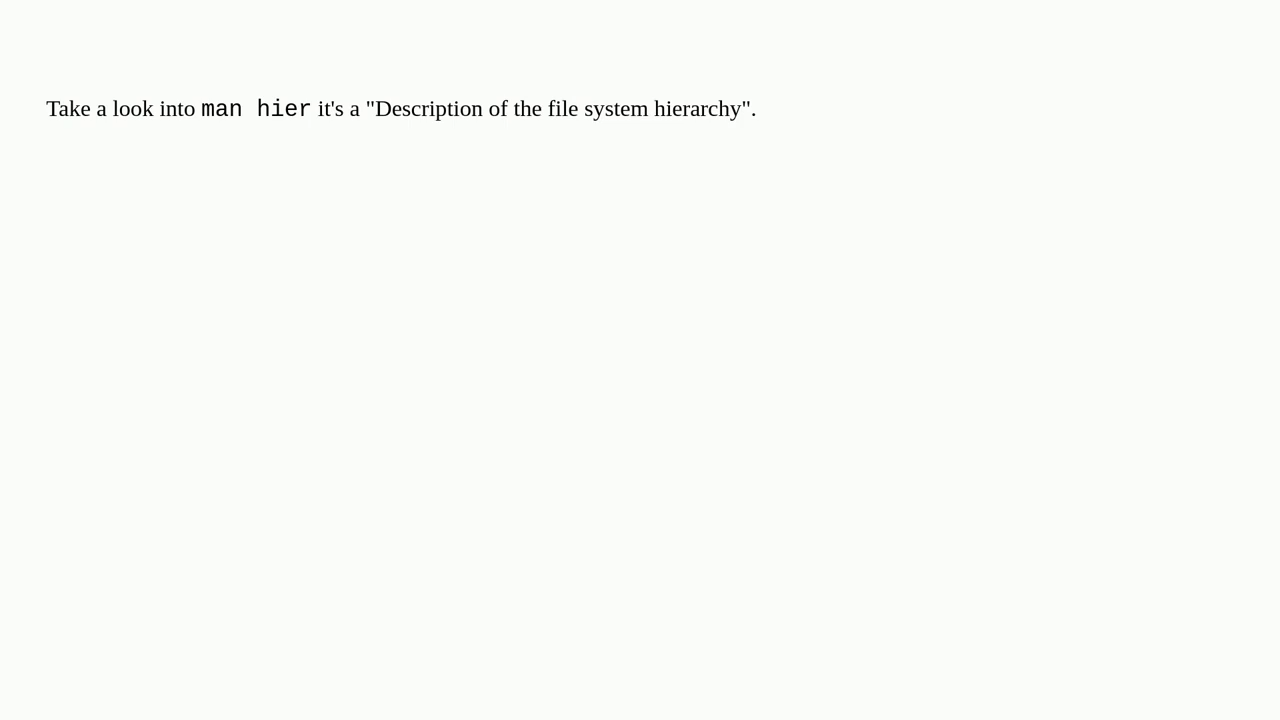 Take a look into man hier it's a "Description of the file system hierarchy".